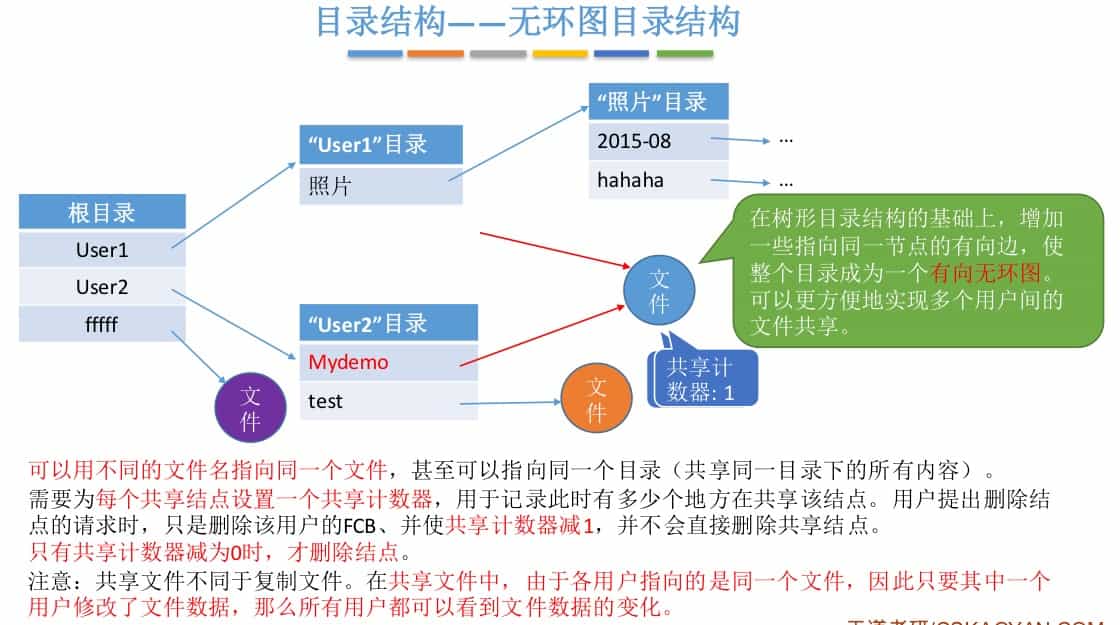 目录结构——无环图目录结构
“照片”目录
2015-08
...
hahaha
...
“User1”目录
照片
根目录
User1
User2
fffff
文
件
“User2”目录
Mydemo
test
文
件
文
件
共享计
数器: 1
在树形目录结构的基础上，增加
一些指向同一节点的有向边，使
整个目录成为一个有向无环图。
可以更方便地实现多个用户间的
文件共享。
可以用不同的文件名指向同一个文件，甚至可以指向同一个目录（共享同一目录下的所有内容）。
需要为每个共享结点设置一个共享计数器，用于记录此时有多少个地方在共享该结点。用户提出删除结
点的请求时，只是删除该用户的FCB、并使共享计数器减1，并不会直接删除共享结点。
只有共享计数器减为0时，才删除结点。
注意：共享文件不同于复制文件。在共享文件中，由于各用户指向的是同一个文件，因此只要其中一个
用户修改了文件数据，那么所有用户都可以看到文件数据的变化。